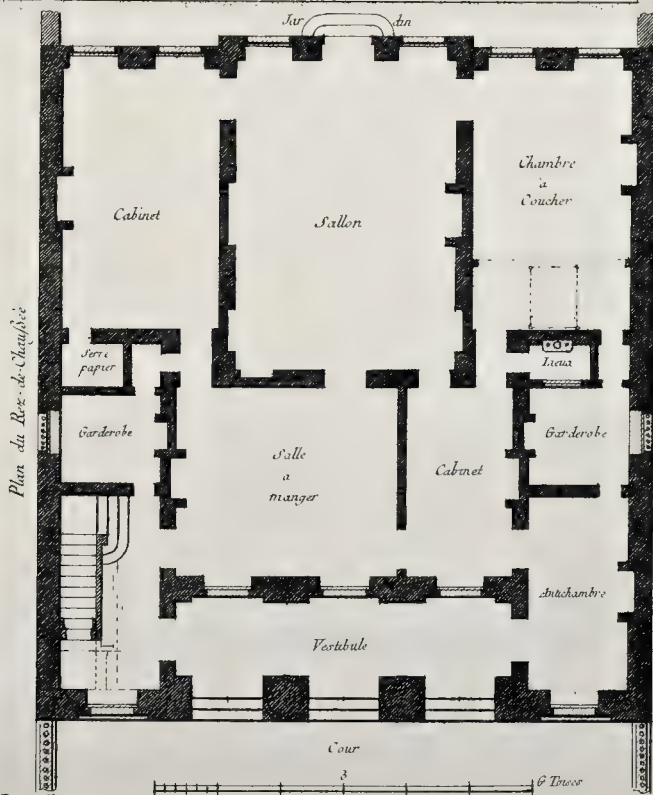 Jar din
Chambre
à
Coucher
Cabinet
Sallon
Plan du Rez-de-Chaussée
Serre
papier
Lieux
Garderobe
Salle
a
manger
Cabinet
Garderobe
Antichambre
Vestibule
Cour
3
6 Toises